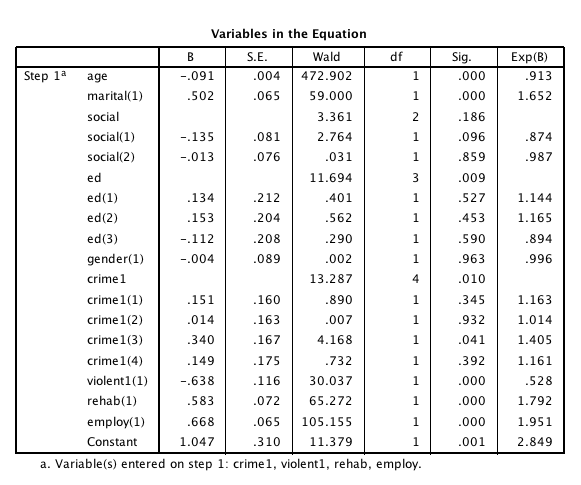 Variables in the Equation
B S.E. Wald df Sig. Exp(B)
Step 1a age -.091 .004 472.902 1 .000 .913
marital(1) .502 .065 59.000 1 .000 1.652
social 3.361 2 .186
social(1) -.135 .081 2.764 1 .096 .874
social(2) -.013 .076 .031 1 .859 .987
ed 11.694 3 .009
ed(1) .134 .212 .401 1 .527 1.144
ed(2) .153 .204 .562 1 .453 1.165
ed(3) -.112 .208 .290 1 .590 .894
gender(1) -.004 .089 .002 1 .963 .996
crime1 13.287 4 .010
crime1(1) .151 .160 .890 1 .345 1.163
crime1(2) .014 .163 .007 1 .932 1.014
crime1(3) .340 .167 4.168 1 .041 1.405
crime1(4) .149 .175 .732 1 .392 1.161
violent1(1) -.638 .116 30.037 1 .000 .528
rehab(1) .583 .072 65.272 1 .000 1.792
employ(1) .668 .065 105.155 1 .000 1.951
Constant 1.047 .310 11.379 1 .001 2.849
a. Variable(s) entered on step 1: crime1, violent1, rehab, employ.